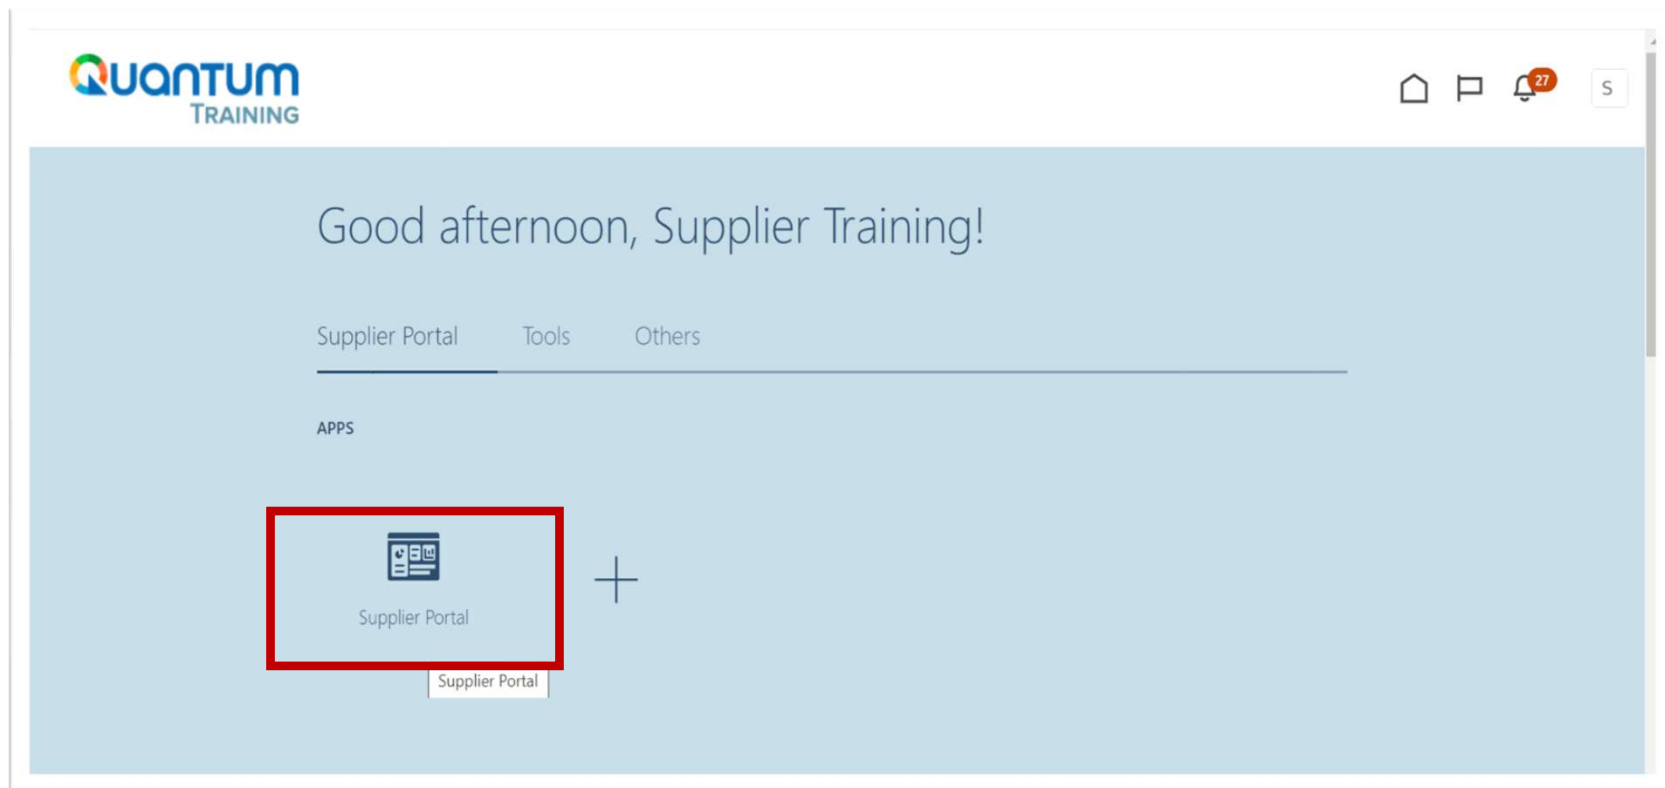 Quantum
Training
27
S
Good afternoon, Supplier Training!
Supplier Portal
Tools
Others
APPS
Supplier Portal
Supplier Portal